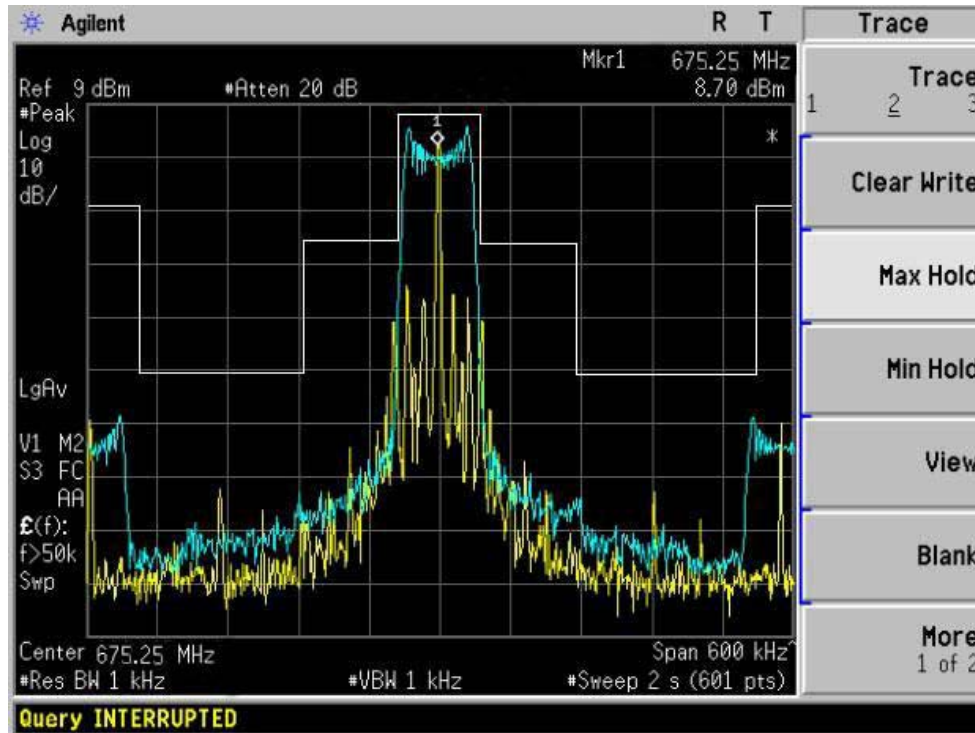 Agilent R T Trace
Mkr1 675.25 MHz
Ref 9 dBm #Atten 20 dB 8.70 dBm
#Peak
Log
10
dB/
1
*
LgAv
V1 M2
S3 FC
AA
£(f):
f>50k
Swp
Center 675.25 MHz Span 600 kHz^
#Res BW 1 kHz #VBW 1 kHz #Sweep 2 s (601 pts)
Query INTERRUPTED
Trace
1 2 3
Clear Write
Max Hold
Min Hold
View
Blank
More
1 of 2